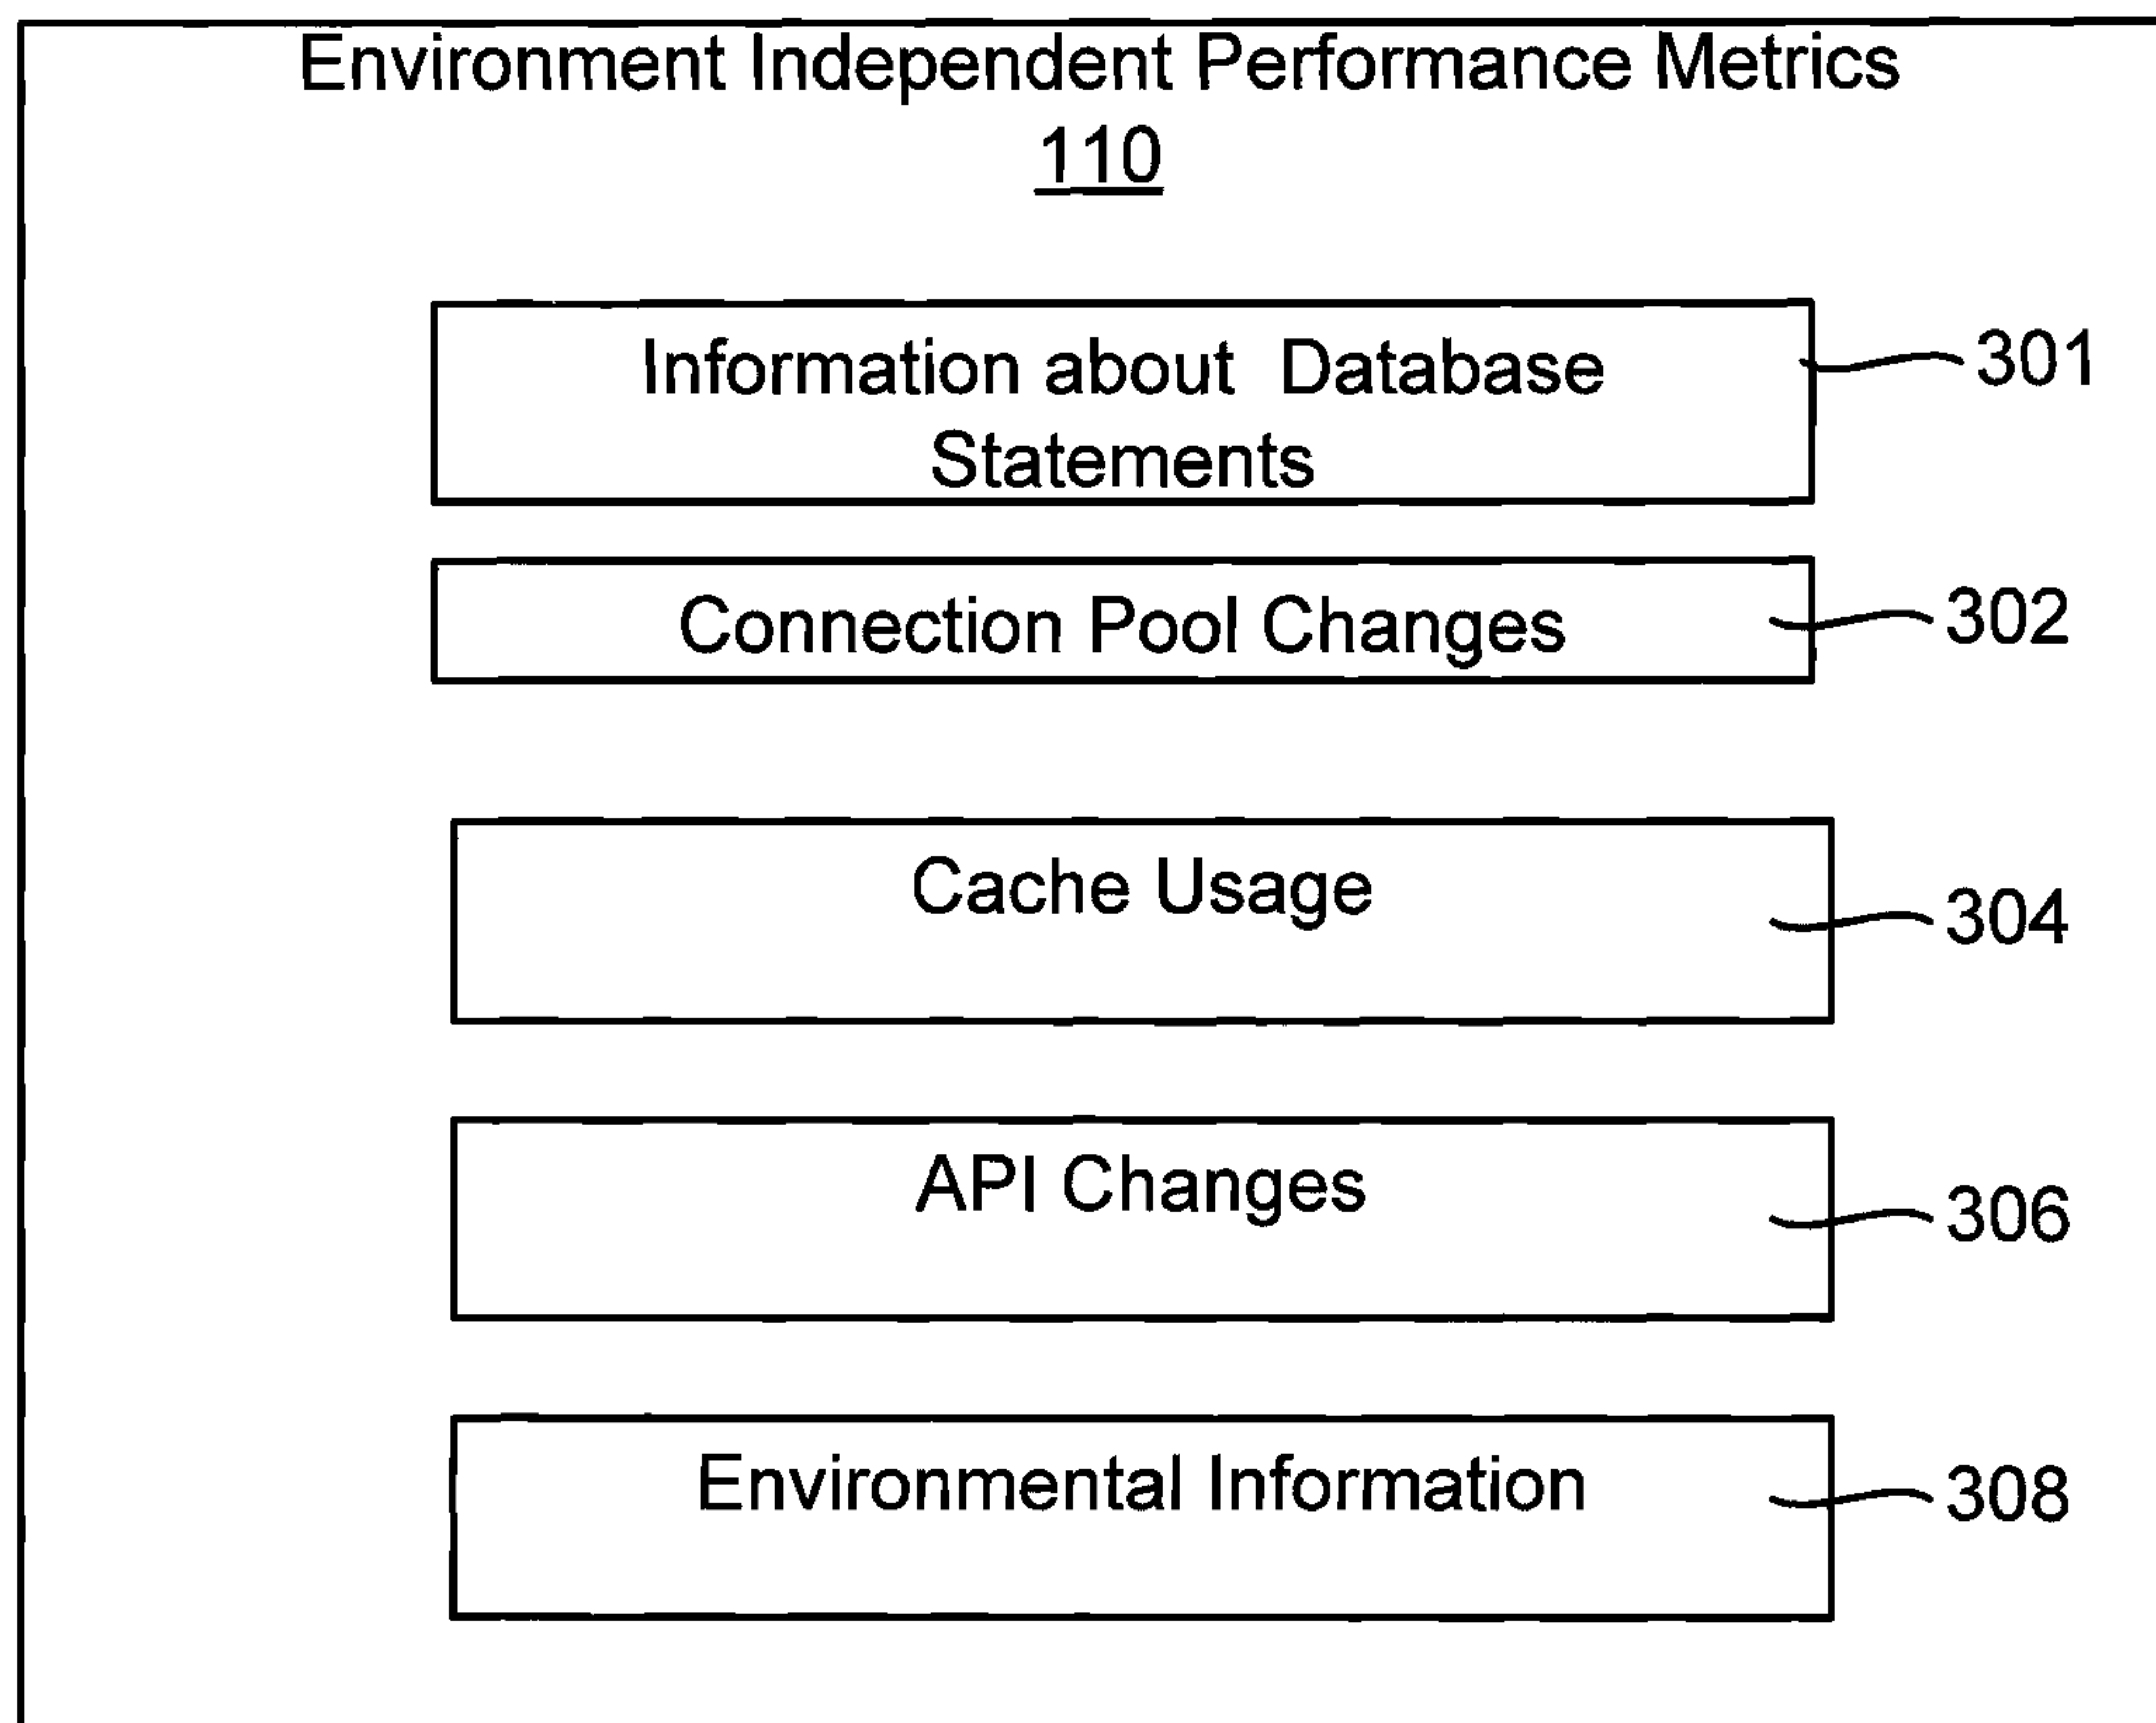 Environment Independent Performance Metrics
110
Information about Database
Statements
301
Connection Pool Changes
302
Cache Usage
304
API Changes
306
Environmental Information
308